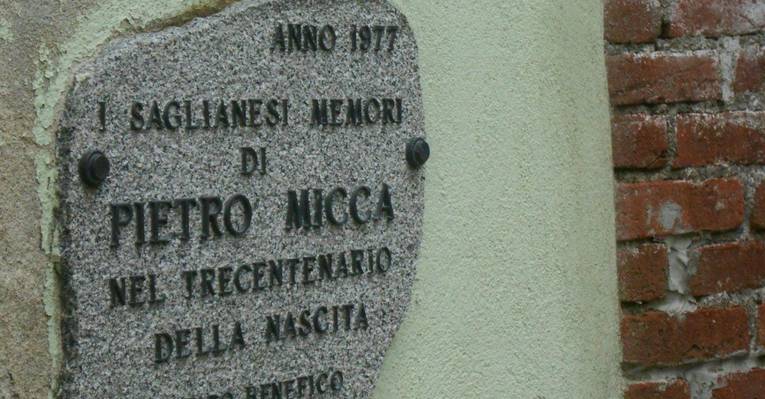 ANNO 1977
I SAGLIANESI MEMORI
DI
PIETRO MICCA
NEL TRECENTENARIO
DELLA NASCITA
BENEFICO